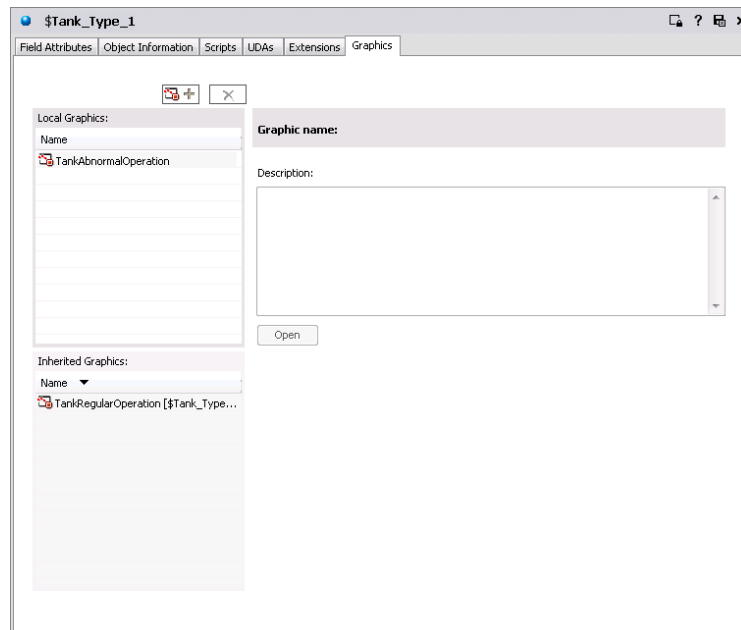 $Tank_Type_1
Field Attributes Object Information Scripts UDAs Extensions Graphics
Local Graphics:
Name
TankAbnormalOperation
Graphic name:
Description:
Open
Inherited Graphics:
Name
TankRegularOperation [$Tank_Type...